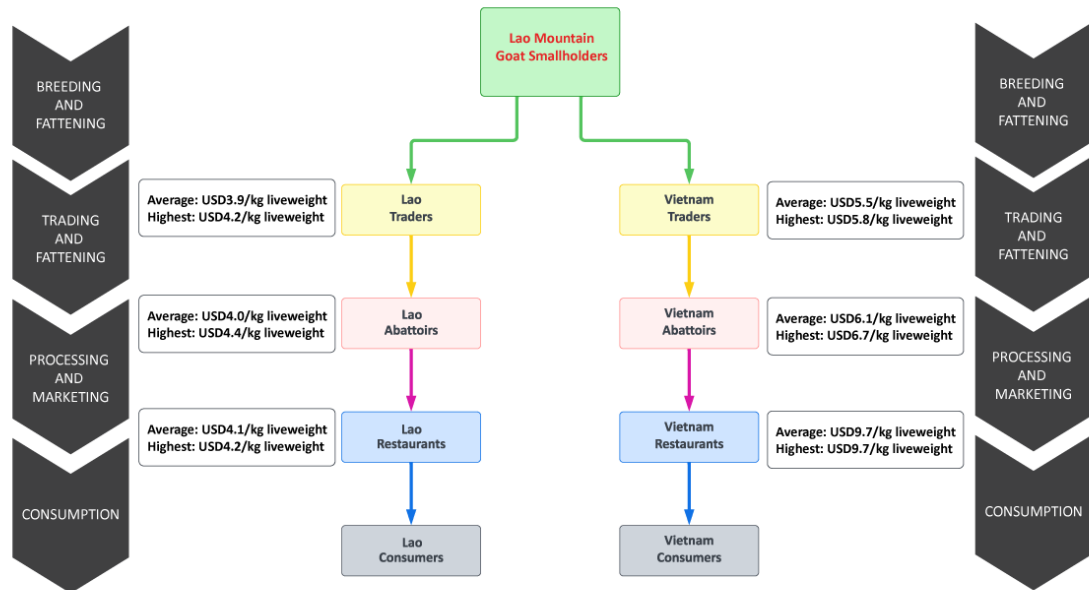 Lao Mountain
Goat Smallholders
BREEDING
AND
FATTENING
BREEDING
AND
FATTENING
Average: USD3.9/kg liveweight
Highest: USD4.2/kg liveweight
Lao
Traders
Vietnam
Traders
Average: USD5.5/kg liveweight
Highest: USD5.8/kg liveweight
TRADING
AND
FATTENING
TRADING
AND
FATTENING
Average: USD4.0/kg liveweight
Highest: USD4.4/kg liveweight
Lao
Abattoirs
Vietnam
Abattoirs
Average: USD6.1/kg liveweight
Highest: USD6.7/kg liveweight
PROCESSING
AND
MARKETING
PROCESSING
AND
MARKETING
Average: USD4.1/kg liveweight
Highest: USD4.2/kg liveweight
Lao
Restaurants
Vietnam
Restaurants
Average: USD9.7/kg liveweight
Highest: USD9.7/kg liveweight
CONSUMPTION
CONSUMPTION
Lao
Consumers
Vietnam
Consumers